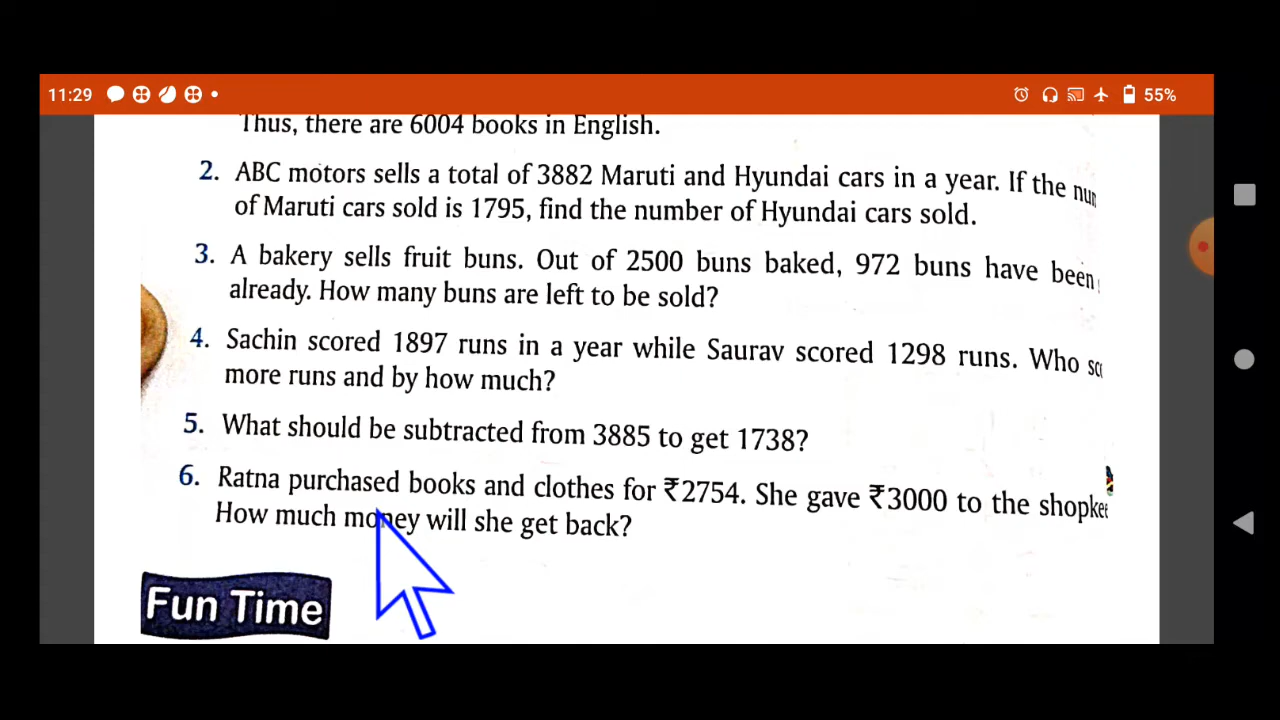 11:29
55%
Thus, there are 6004 books in English.
2. ABC motors sells a total of 3882 Maruti and Hyundai cars in a year. If the
of Maruti cars sold is 1795, find the number of Hyundai cars sold.
3. A bakery sells fruit buns. Out of 2500 buns baked, 972 buns have been
already. How many buns are left to be sold?
4. Sachin scored 1897 runs in a year while Saurav scored 1298 runs. Who
more runs and by how much?
5. What should be subtracted from 3885 to get 1738?
6. Ratna purchased books and clothes for ₹2754. She gave ₹3000 to the
How much money will she get back?
Fun Time